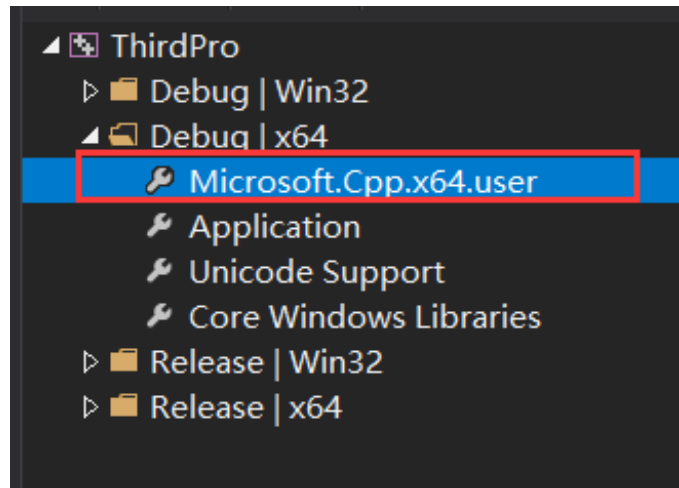 ThirdPro
Debug | Win32
Debug | x64
Microsoft.Cpp.x64.user
Application
Unicode Support
Core Windows Libraries
Release | Win32
Release | x64